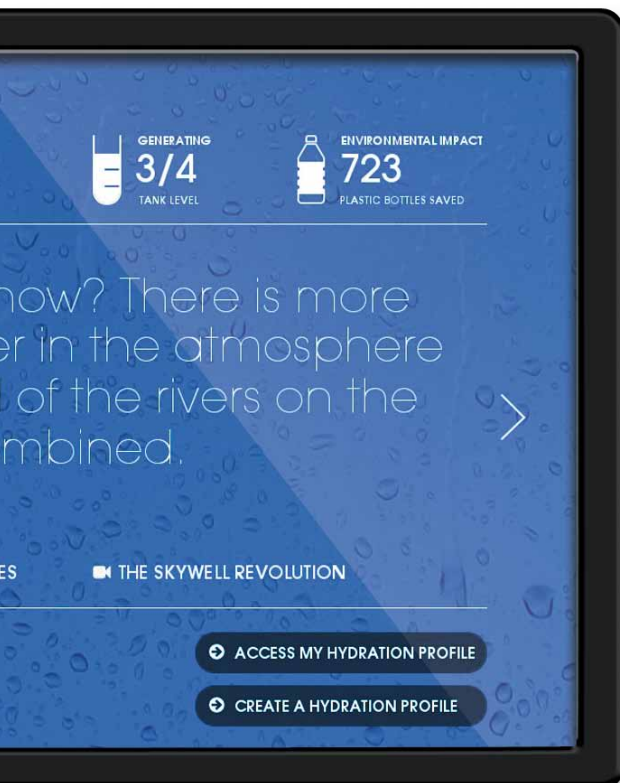 GENERATING
3/4
TANK LEVEL
ENVIRONMENTAL IMPACT
723
PLASTIC BOTTLES SAVED
now? There is more
er in the atmosphere
of the rivers on the
mbined.
ES
THE SKYWELL REVOLUTION
ACCESS MY HYDRATION PROFILE
CREATE A HYDRATION PROFILE